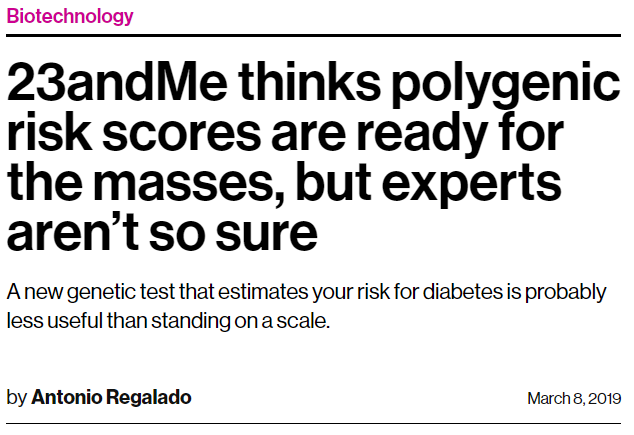 Biotechnology
23andMe thinks polygenic
risk scores are ready for
the masses, but experts
aren’t so sure
A new genetic test that estimates your risk for diabetes is probably
less useful than standing on a scale.
by Antonio Regalado March 8, 2019